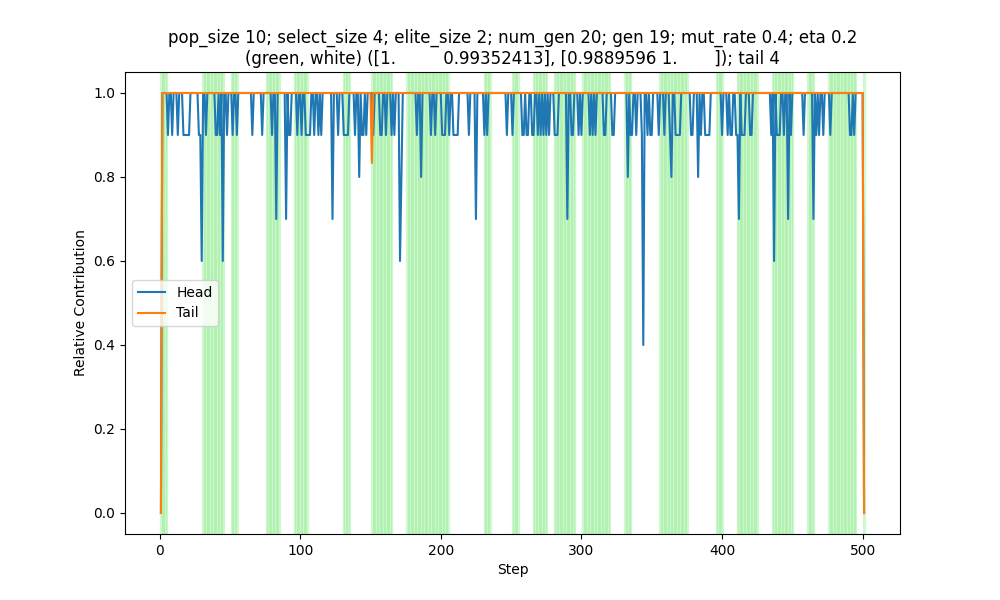 pop_size 10; select_size 4; elite_size 2; num_gen 20; gen 19; mut_rate 0.4; eta 0.2
(green, white) ([1.         0.99352413], [0.9889596 1.       ]); tail 4
1.0
0.8
0.6
0.4
0.2
0.0
Relative Contribution
Head
Tail
0
100
200
300
400
500
Step